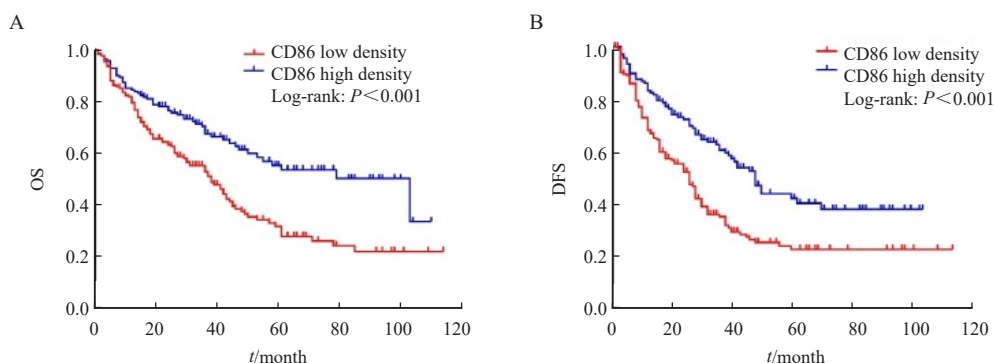 A
CD86 low density
CD86 high density
Log-rank: P<0.001
OS
1.0
0.8
0.6
0.4
0.2
0.0
0 20 40 60 80 100 120
t/month
B
CD86 low density
CD86 high density
Log-rank: P<0.001
DFS
1.0
0.8
0.6
0.4
0.2
0.0
0 20 40 60 80 100 120
t/month